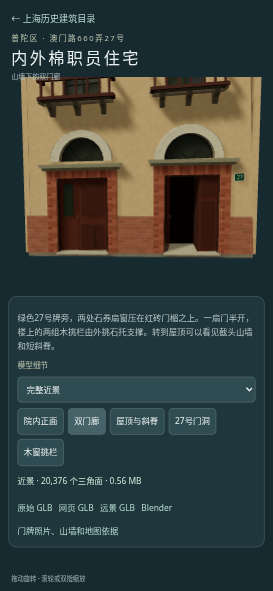 ← 上海历史建筑目录
普陀区 · 澳门路660弄27号
内外棉职员住宅
山墙下的双门廊
27
绿色27号牌旁，两处石券扇窗压在红砖门楣之上。一扇门半开，
楼上的两组木挑栏由外挑石托支撑。转到屋顶可以看见截头山墙
和短斜脊。
模型细节
完整近景
院内正面 双门廊 屋顶与斜脊 27号门洞
木窗挑栏
近景 · 20,376 个三角面 · 0.56 MB
原始 GLB 网页 GLB 远景 GLB Blender
门牌照片、山墙和地图依据
拖动旋转 · 滚轮或双指缩放